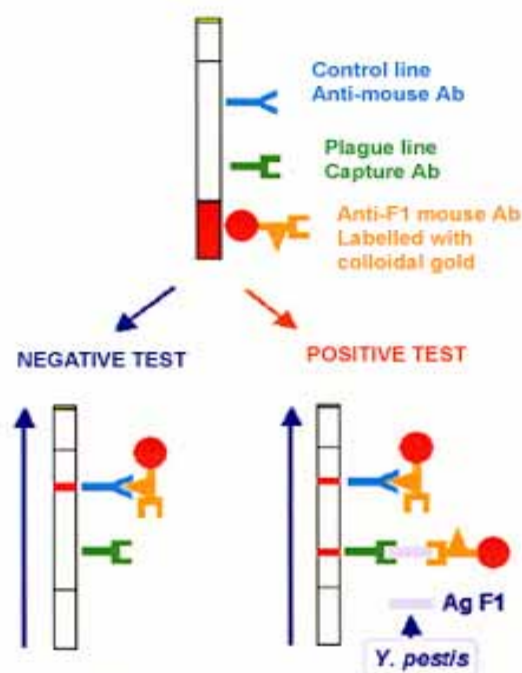 Control line
Anti-mouse Ab
Plague line
Capture Ab
Anti-F1 mouse Ab
Labelled with
colloidal gold
NEGATIVE TEST
POSITIVE TEST
Ag F1
Y. pestis